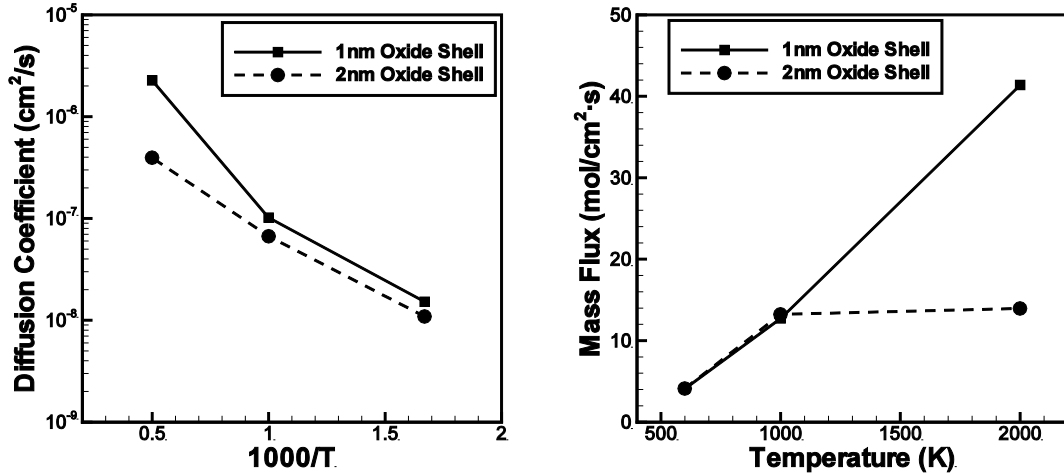 Diffusion Coefficient (cm²/s)
10⁻⁵
10⁻⁶
10⁻⁷
10⁻⁸
10⁻⁹
1nm Oxide Shell
2nm Oxide Shell
0.5 1. 1.5 2.
1000/T
Mass Flux (mol/cm²·s)
50
40
30
20
10
0
1nm Oxide Shell
2nm Oxide Shell
500 1000 1500 2000
Temperature (K)